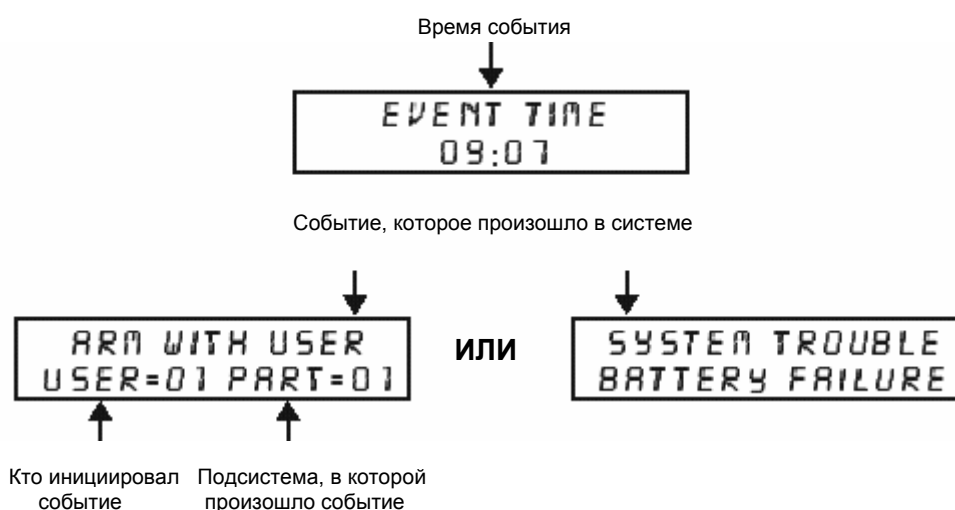 Время события
EVENT TIME
09:07
Событие, которое произошло в системе
ARM WITH USER
USER=01 PART=01
ИЛИ
SYSTEM TROUBLE
BATTERY FAILURE
Кто инициировал
событие
Подсистема, в которой
произошло событие